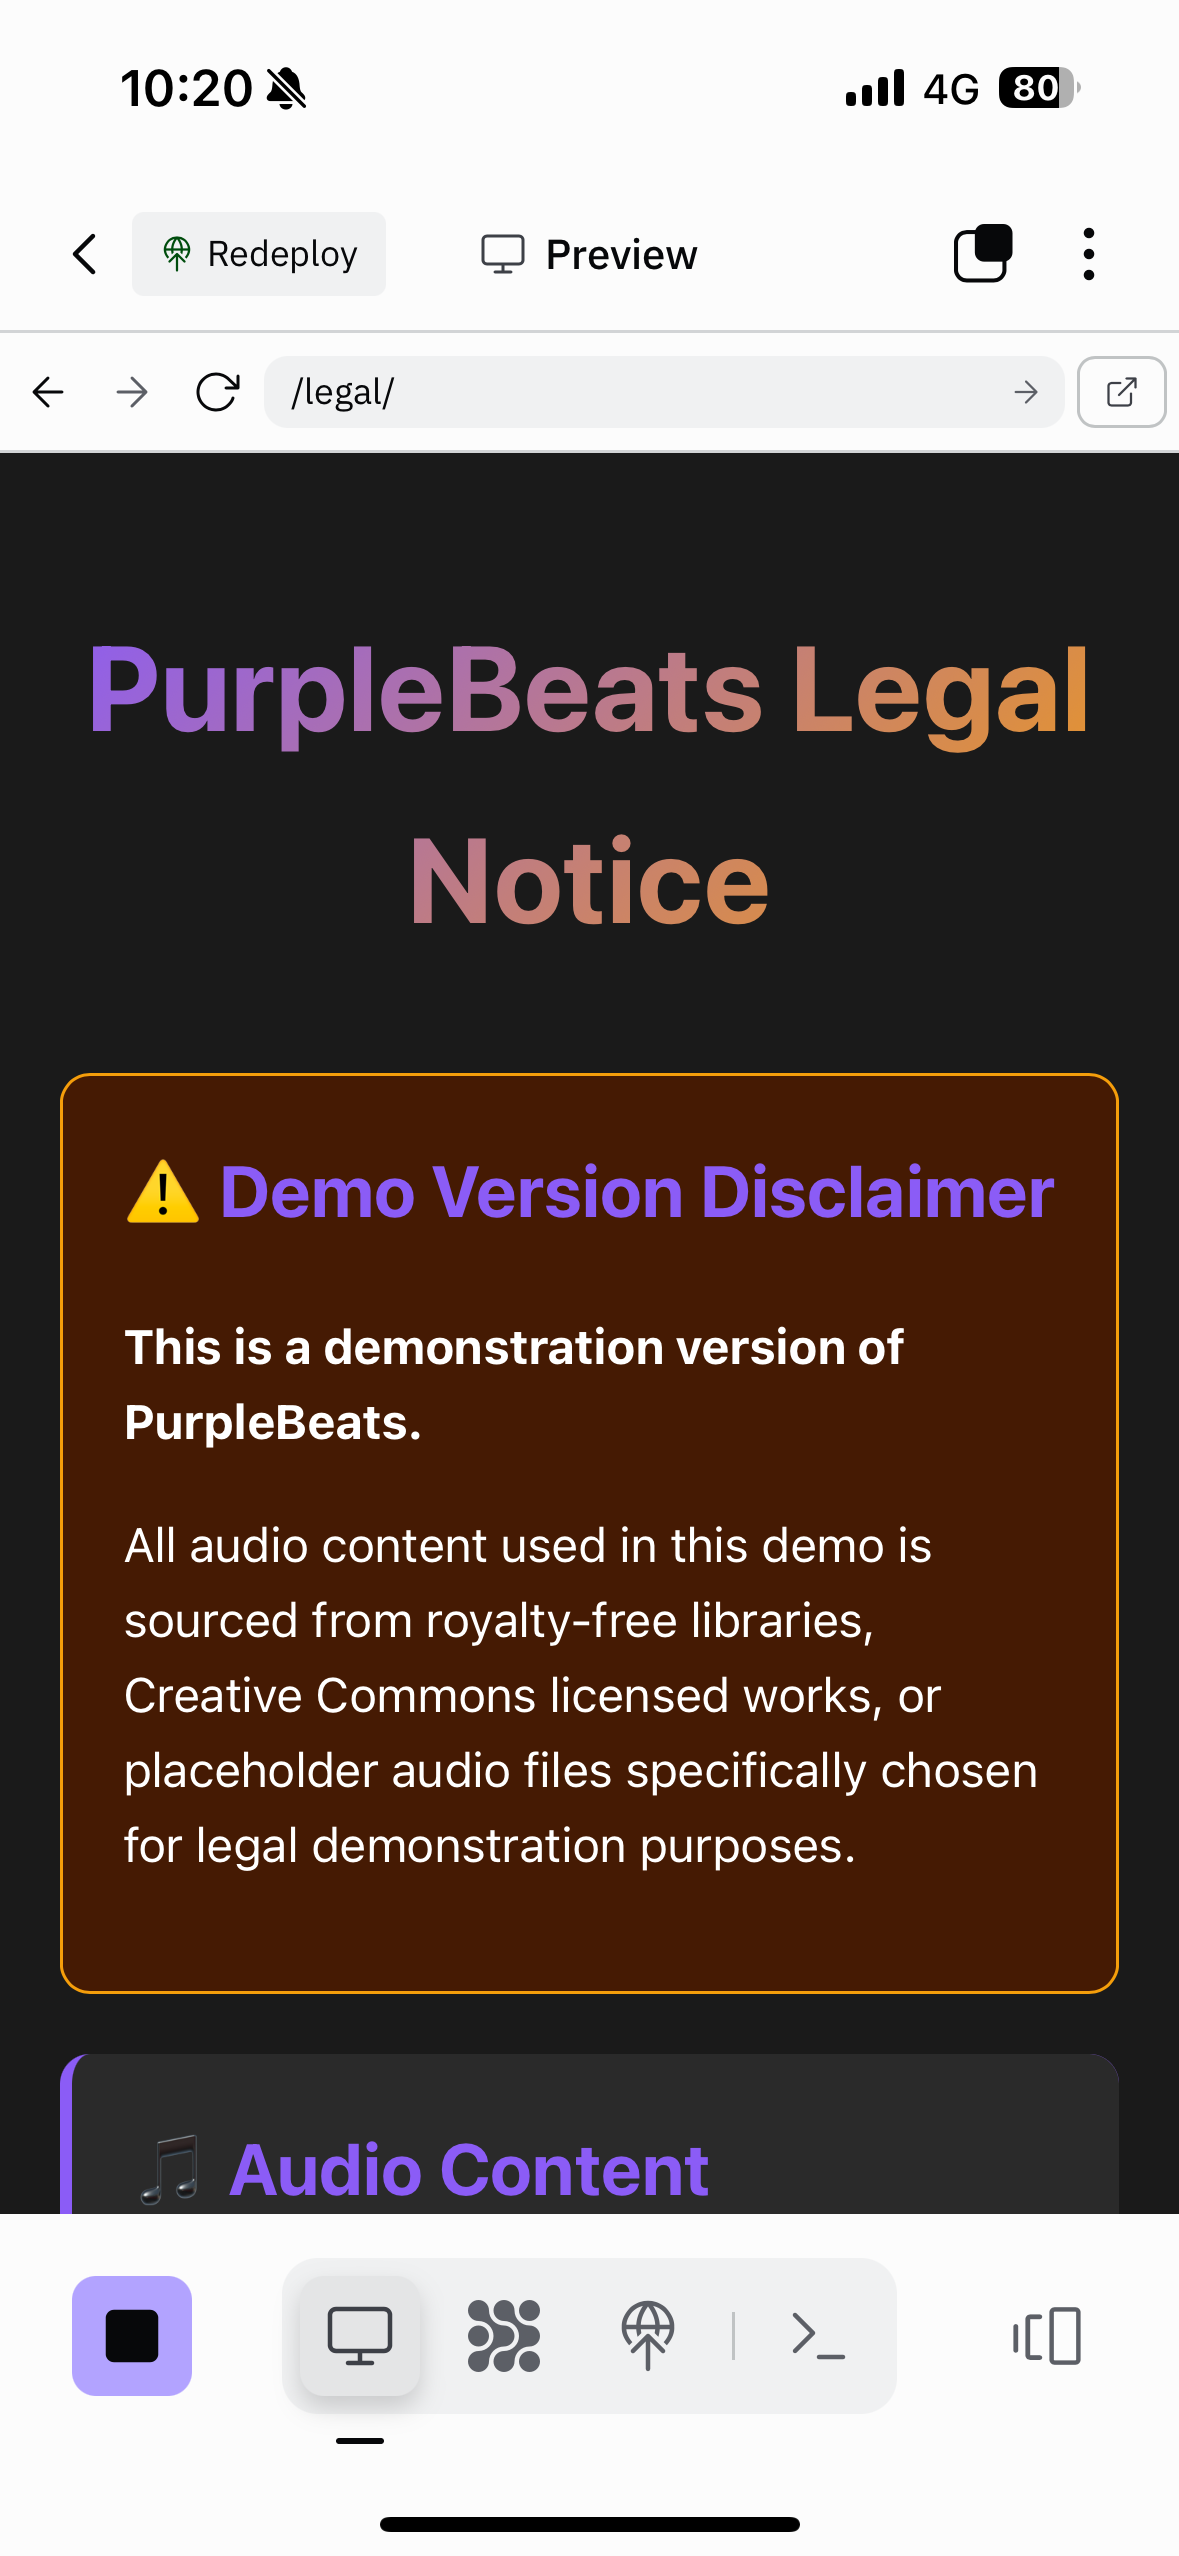 10:20
4G
80
Redeploy
Preview
/legal/
PurpleBeats Legal
Notice
⚠️ Demo Version Disclaimer
This is a demonstration version of
PurpleBeats.
All audio content used in this demo is
sourced from royalty-free libraries,
Creative Commons licensed works, or
placeholder audio files specifically chosen
for legal demonstration purposes.
🎵 Audio Content